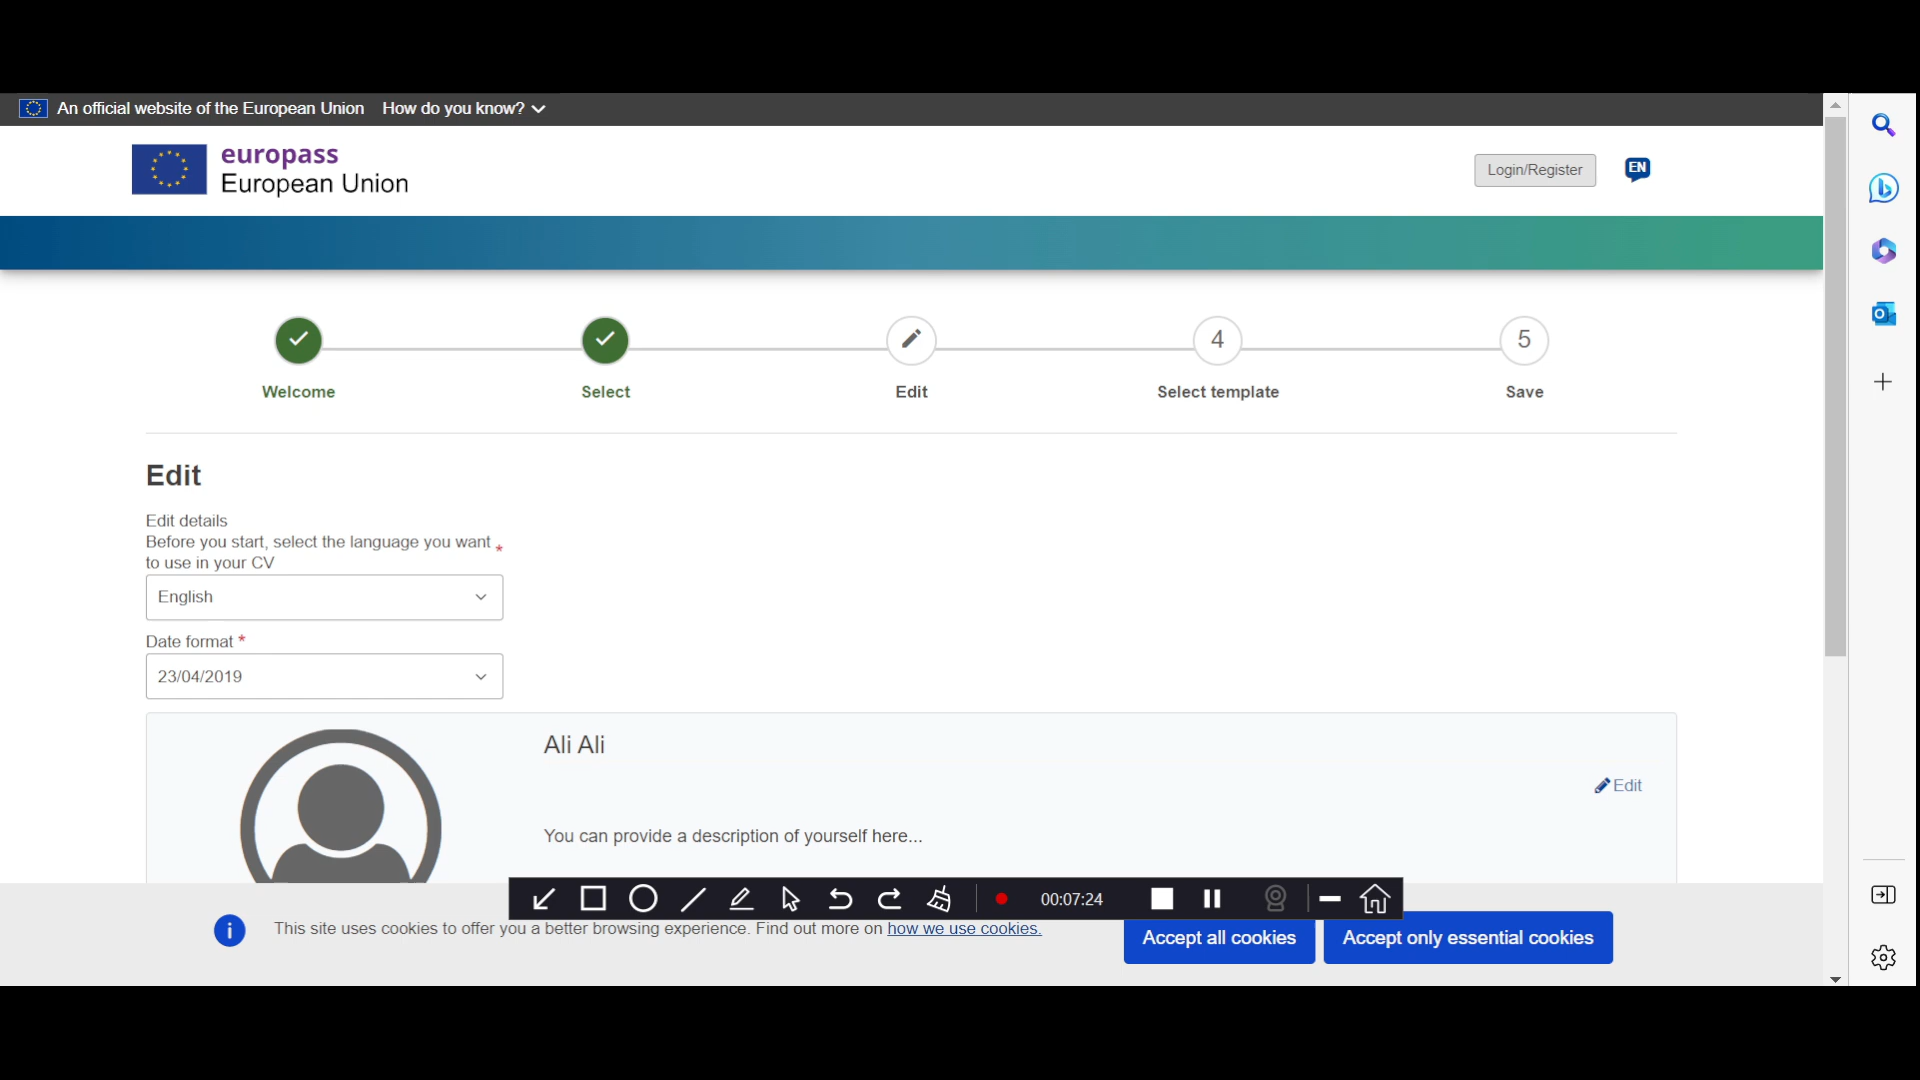 An official website of the European Union How do you know?
europass
European Union
Login/Register
EN
4
5
Welcome
Select
Edit
Select template
Save
Edit
Edit details
Before you start, select the language you want *
to use in your CV
English
Date format *
23/04/2019
Ali Ali
Edit
You can provide a description of yourself here...
00:07:24
This site uses cookies to offer you a better browsing experience. Find out more on how we use cookies.
Accept all cookies
Accept only essential cookies